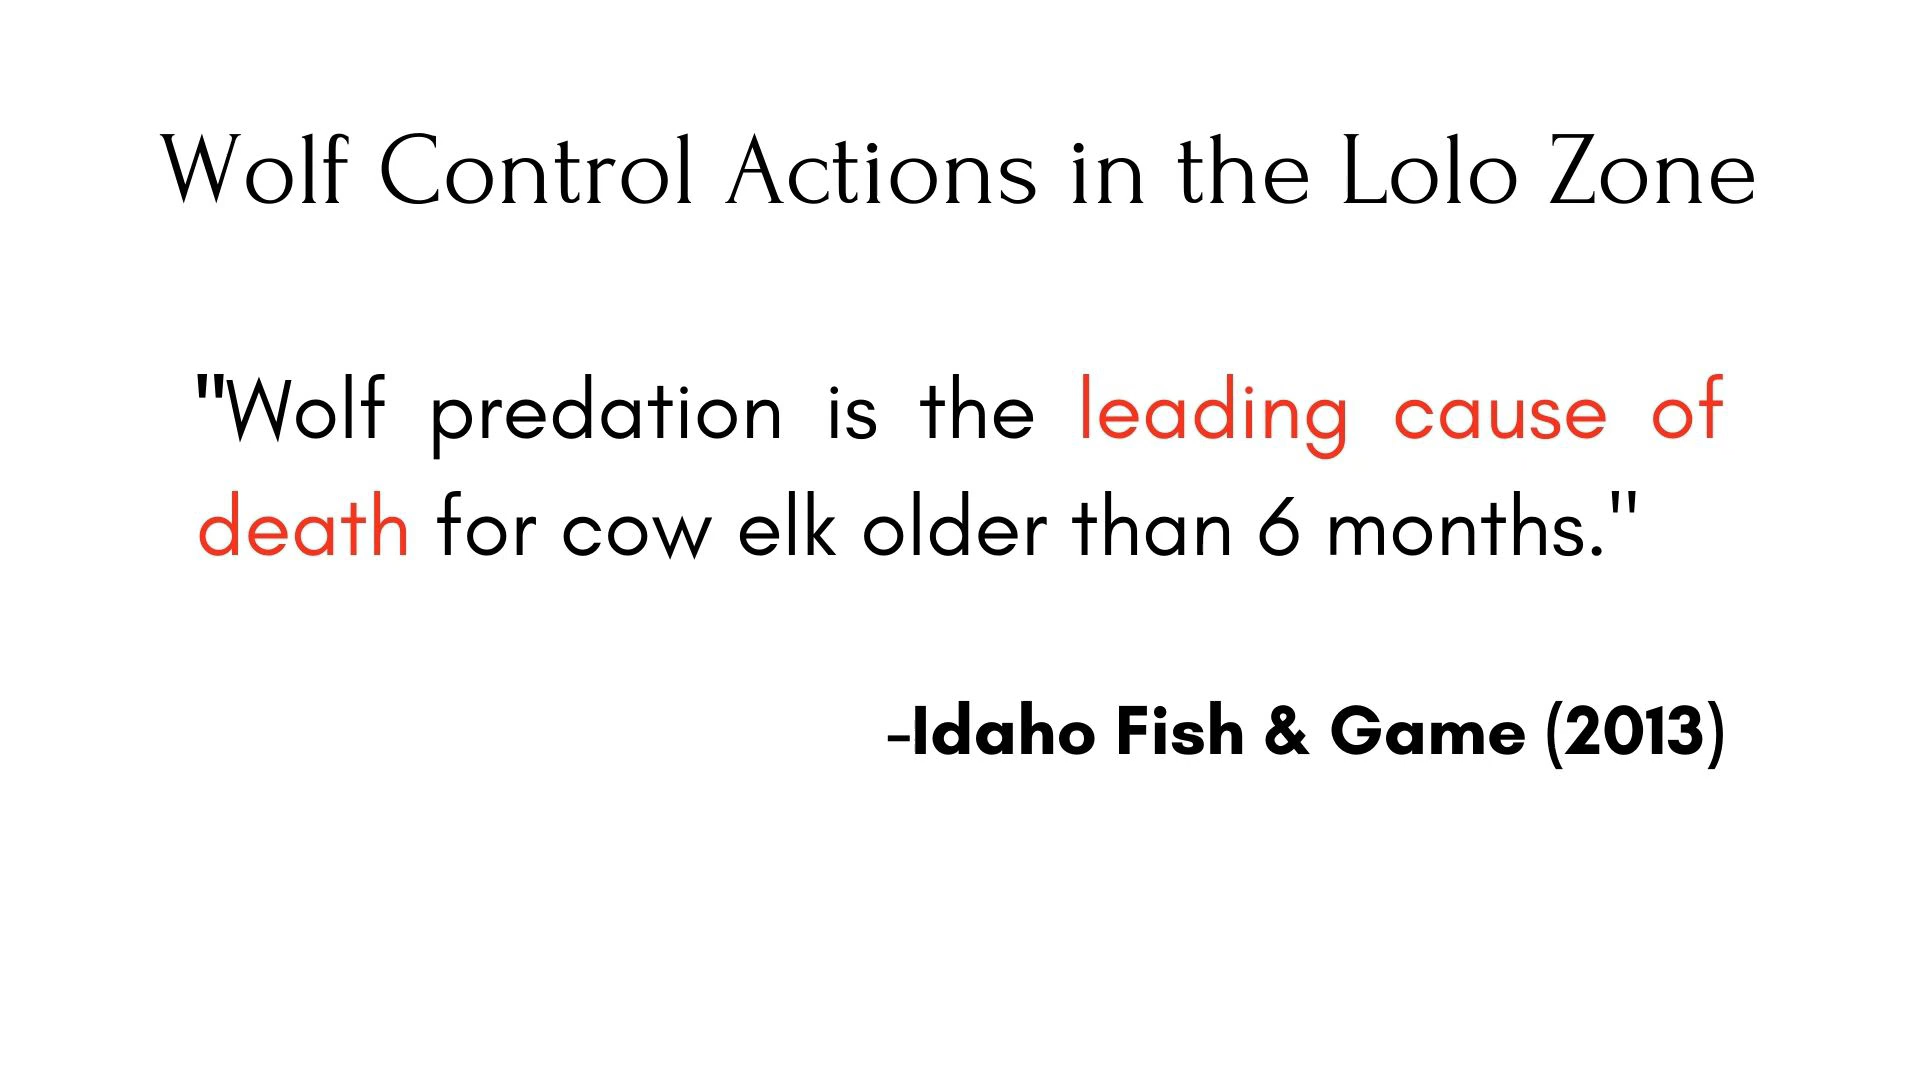 Wolf Control Actions in the Lolo Zone
"Wolf predation is the leading cause of
death for cow elk older than 6 months."
-Idaho Fish & Game (2013)